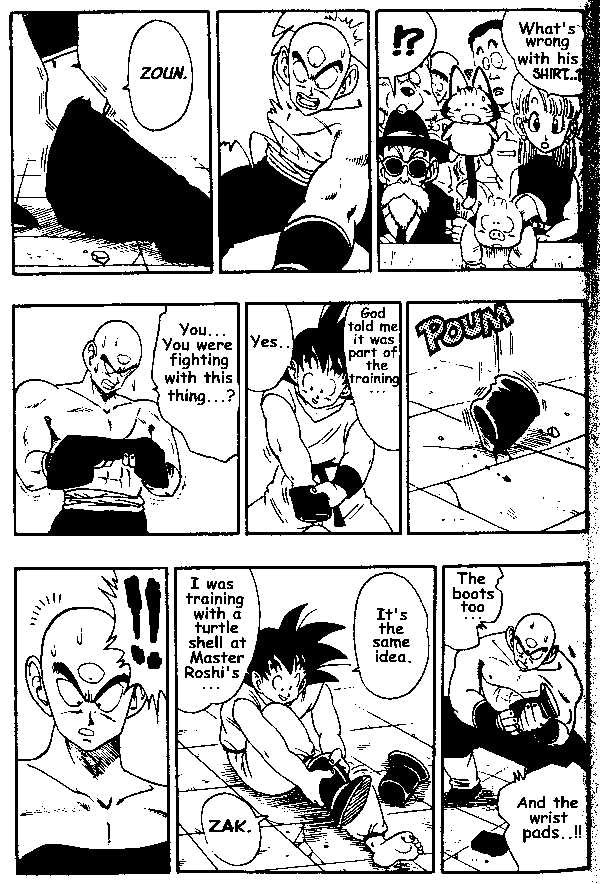 What's
wrong
with his
SHIRT..
!?
ZOUN.
POUM
God
told me
it was
part of
the
training
...
Yes..
You...
You were
fighting
with this
thing...?
The
boots
too
...
And the
wrist
pads..!!
It's
the
same
idea.
I was
training
with a
turtle
shell at
Master
Roshi's
...
ZAK.
!!